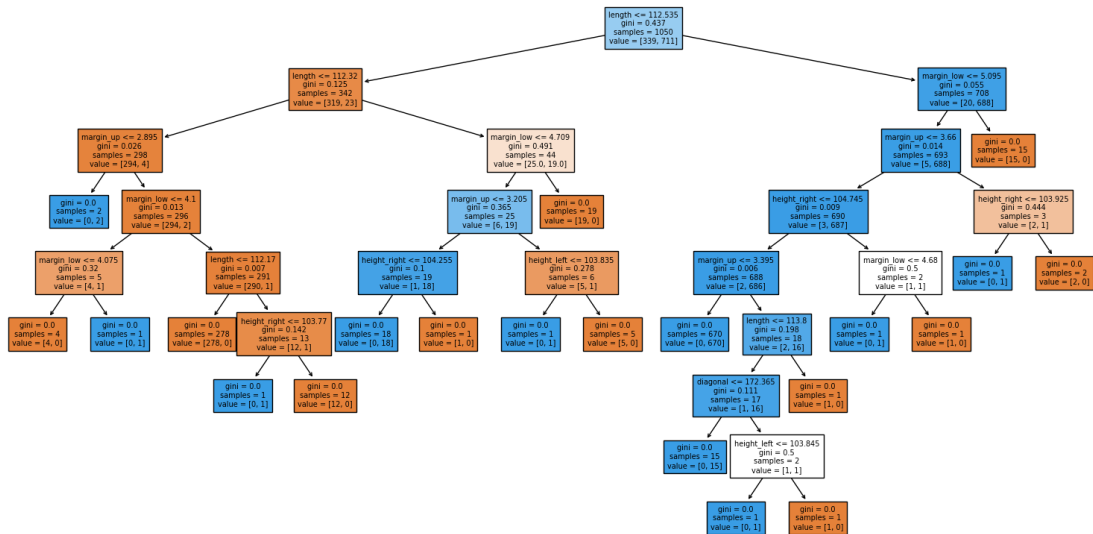 length <= 112.535
gini = 0.437
samples = 1050
value = [339, 711]
length <= 112.32
gini = 0.125
samples = 342
value = [319, 23]
margin_low <= 5.095
gini = 0.055
samples = 708
value = [20, 688]
margin_up <= 2.895
gini = 0.026
samples = 298
value = [294, 4]
margin_low <= 4.709
gini = 0.491
samples = 44
value = [25.0, 19.0]
margin_up <= 3.66
gini = 0.014
samples = 693
value = [5, 688]
gini = 0.0
samples = 15
value = [15, 0]
gini = 0.0
samples = 2
value = [0, 2]
margin_low <= 4.1
gini = 0.013
samples = 296
value = [294, 2]
margin_up <= 3.205
gini = 0.365
samples = 25
value = [6, 19]
gini = 0.0
samples = 19
value = [19, 0]
height_right <= 104.745
gini = 0.009
samples = 690
value = [3, 687]
height_right <= 103.925
gini = 0.444
samples = 3
value = [2, 1]
margin_low <= 4.075
gini = 0.32
samples = 5
value = [4, 1]
length <= 112.17
gini = 0.007
samples = 291
value = [290, 1]
height_right <= 104.255
gini = 0.1
samples = 19
value = [1, 18]
height_left <= 103.835
gini = 0.278
samples = 6
value = [5, 1]
margin_up <= 3.395
gini = 0.006
samples = 688
value = [2, 686]
margin_low <= 4.68
gini = 0.5
samples = 2
value = [1, 1]
gini = 0.0
samples = 1
value = [0, 1]
gini = 0.0
samples = 2
value = [2, 0]
gini = 0.0
samples = 4
value = [4, 0]
gini = 0.0
samples = 1
value = [0, 1]
gini = 0.0
samples = 278
value = [278, 0]
height_right <= 103.77
gini = 0.142
samples = 13
value = [12, 1]
gini = 0.0
samples = 18
value = [0, 18]
gini = 0.0
samples = 1
value = [1, 0]
gini = 0.0
samples = 1
value = [0, 1]
gini = 0.0
samples = 5
value = [5, 0]
gini = 0.0
samples = 670
value = [0, 670]
length <= 113.8
gini = 0.198
samples = 18
value = [2, 16]
gini = 0.0
samples = 1
value = [0, 1]
gini = 0.0
samples = 1
value = [1, 0]
gini = 0.0
samples = 1
value = [0, 1]
gini = 0.0
samples = 12
value = [12, 0]
diagonal <= 172.365
gini = 0.111
samples = 17
value = [1, 16]
gini = 0.0
samples = 1
value = [1, 0]
gini = 0.0
samples = 15
value = [0, 15]
height_left <= 103.845
gini = 0.5
samples = 2
value = [1, 1]
gini = 0.0
samples = 1
value = [0, 1]
gini = 0.0
samples = 1
value = [1, 0]